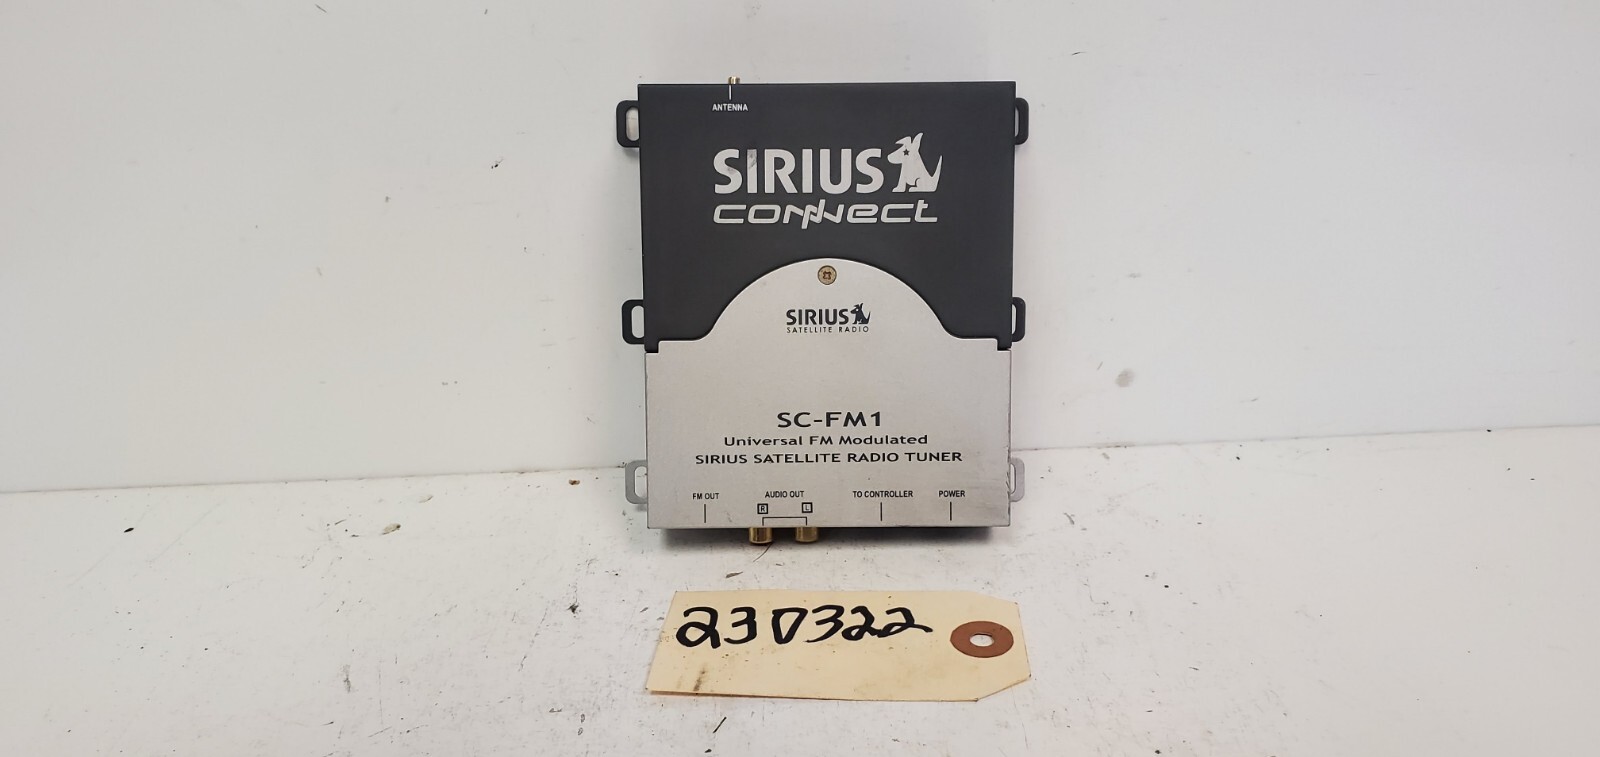 ANTENNA
SIRIUS
connect
SIRIUS
SATELLITE RADIO
SC-FM1
Universal FM Modulated
SIRIUS SATELLITE RADIO TUNER
FM OUT AUDIO OUT TO CONTROLLER POWER
R L
230322